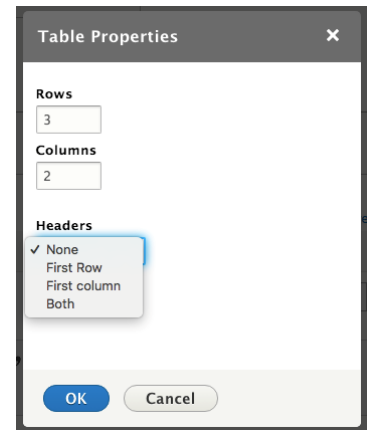 Table Properties ×
Rows
3
Columns
2
Headers
✓ None
First Row
First column
Both
OK Cancel